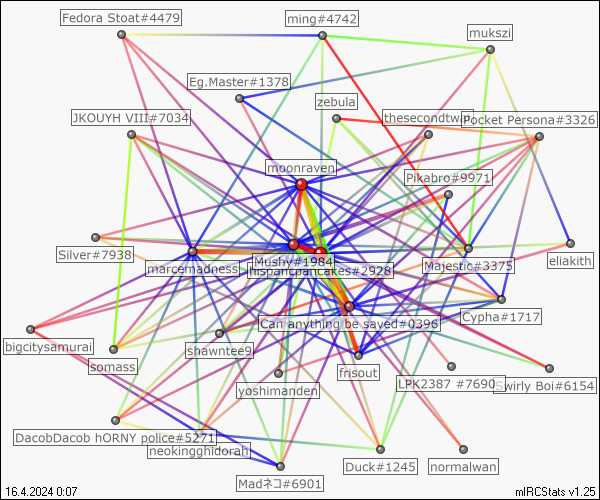 Fedora Stoat#4479
ming#4742
mukszi
Eg.Master#1378
zebula
JKOUYH VIII#7034
thesecondtwi
Pocket Persona#3326
moonraven
Pikabro#9971
Silver#7938
Mushy#1984
marcemadness
hispanicpancakes#2928
Majestic#3375
eliakith
Can anything be saved#0396
Cypha#1717
bigcitysamurai
shawntee9
somass
frisout
yoshimanden
LPK2387 #7690
Swirly Boi#6154
DacobDacob hORNY police#5271
neokingghidorah
Duck#1245
normalwan
Madネコ#6901
16.4.2024 0:07
mIRCStats v1.25